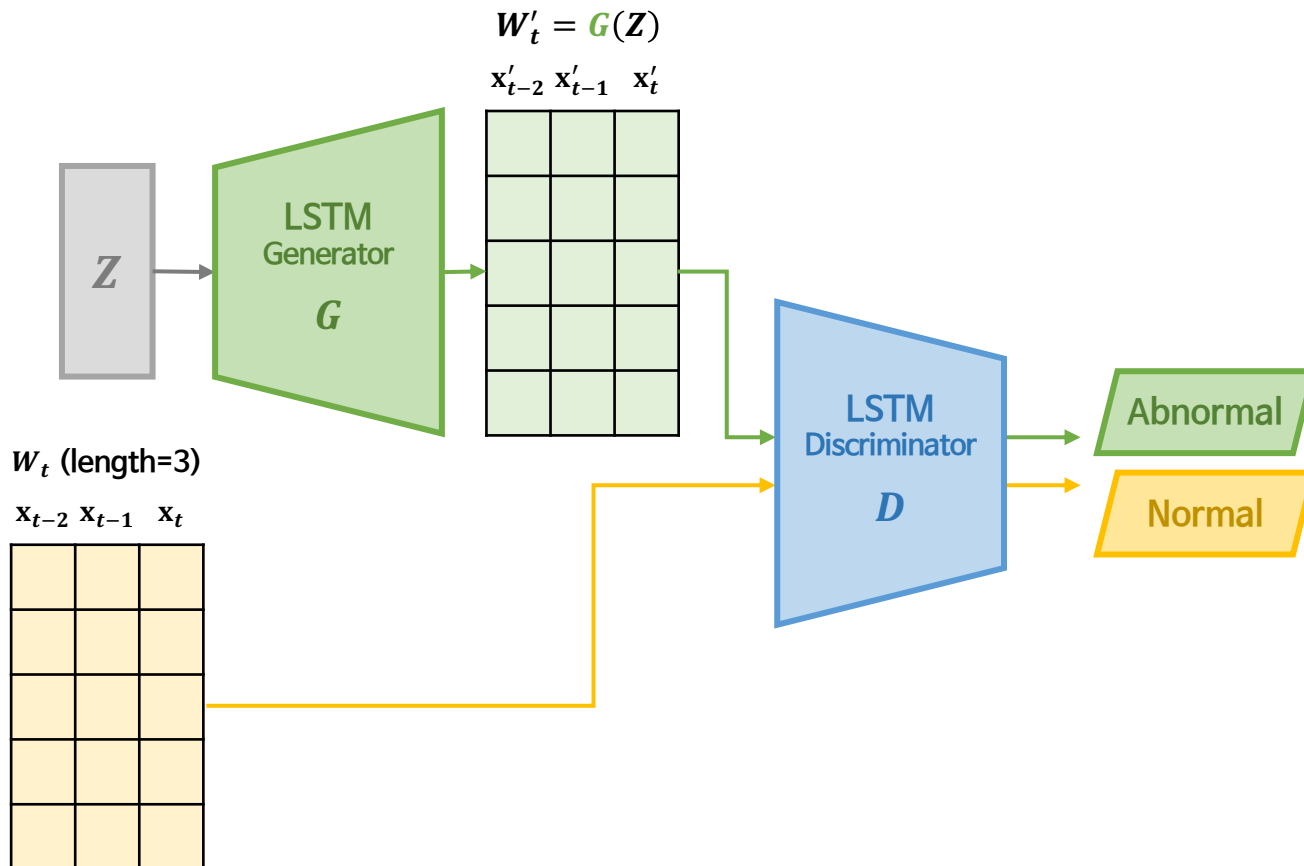 W′ₜ = G(Z)
x′ₜ₋₂ x′ₜ₋₁ x′ₜ
Z
LSTM
Generator
G
LSTM
Discriminator
D
Abnormal
Normal
Wₜ (length=3)
xₜ₋₂ xₜ₋₁ xₜ